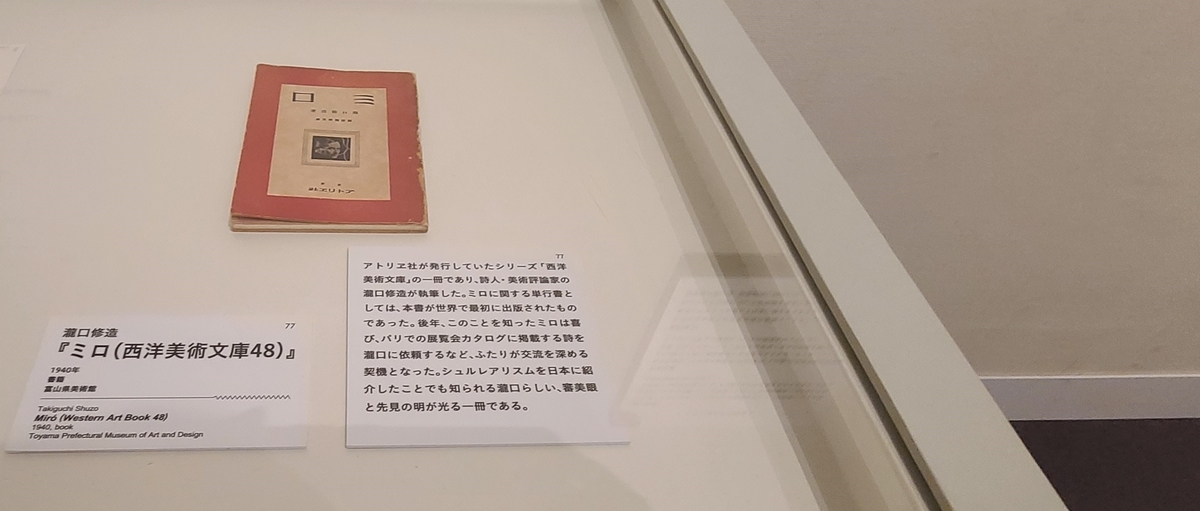 ミロ
アトリヱ社
77
瀧口修造
『ミロ(西洋美術文庫48)』
1940年
書籍
富山県美術館
Takiguchi Shuzo
Miró (Western Art Book 48)
1940, book
Toyama Prefectural Museum of Art and Design
77
アトリヱ社が発行していたシリーズ「西洋
美術文庫」の一冊であり、詩人・美術評論家の
瀧口修造が執筆した。ミロに関する単行書と
しては、本書が世界で最初に出版されたもの
であった。後年、このことを知ったミロは喜
び、パリでの展覧会カタログに掲載する詩を
瀧口に依頼するなど、ふたりが交流を深める
契機となった。シュルレアリスムを日本に紹
介したことでも知られる瀧口らしい、審美眼
と先見の明が光る一冊である。